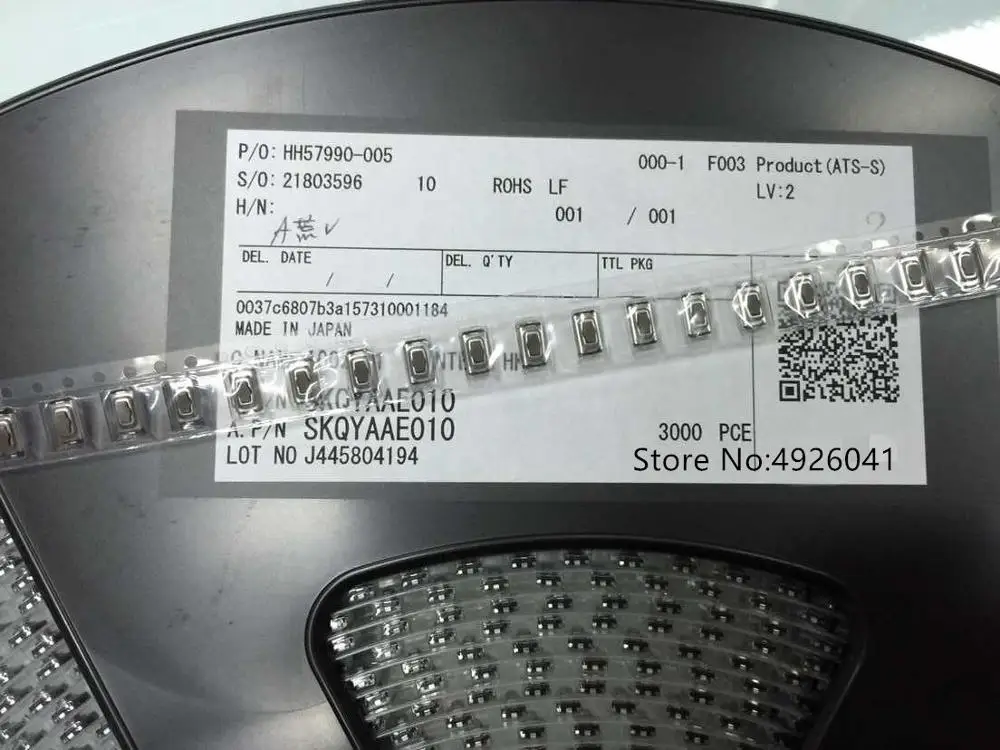 P/O: HH57990-005
000-1 F003 Product(ATS-S)
S/O: 21803596 10 ROHS LF
LV:2
H/N:
001 / 001
A
DEL. DATE
DEL. Q'TY
TTL PKG
/ /
0037c6807b3a157310001184
MADE IN JAPAN
SKQYAAE010
A.P/N SKQYAAE010
3000 PCE
LOT NO J445804194
Store No:4926041